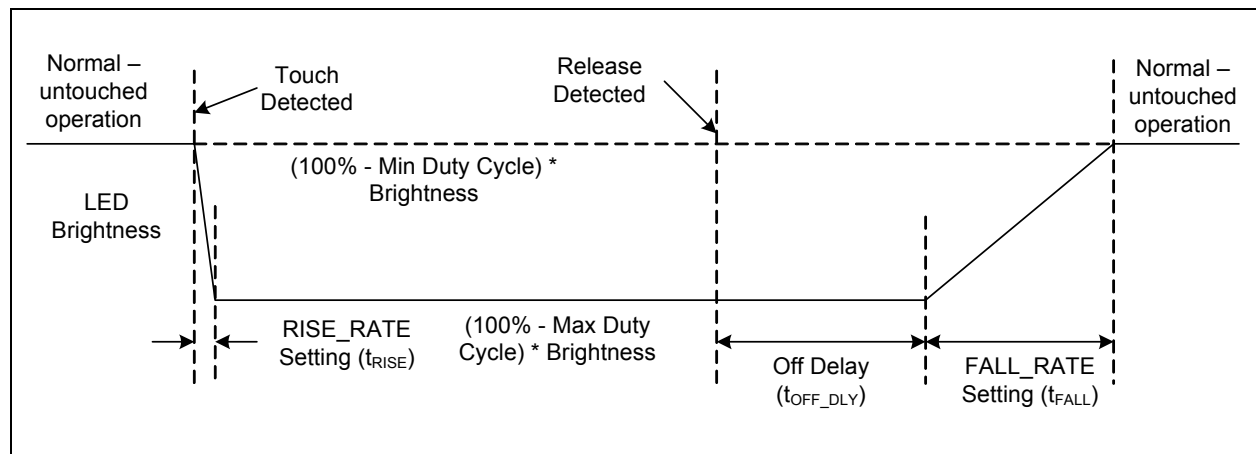 Normal –
untouched
operation
Touch
Detected
Release
Detected
Normal –
untouched
operation
(100% - Min Duty Cycle) *
Brightness
LED
Brightness
RISE_RATE
Setting (tRISE)
(100% - Max Duty
Cycle) * Brightness
Off Delay
(tOFF_DLY)
FALL_RATE
Setting (tFALL)